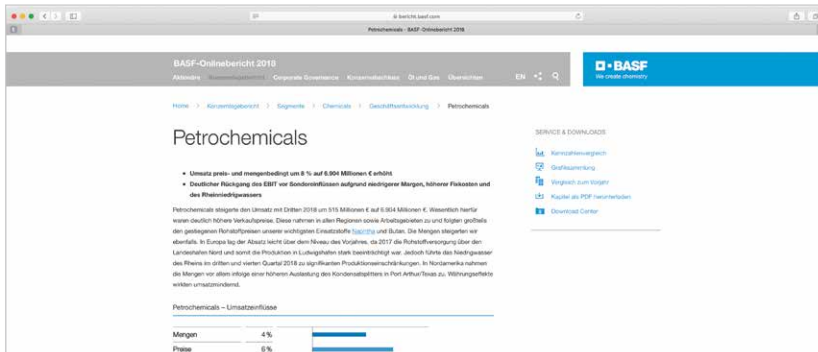 bericht.basf.com
Petrochemicals - BASF-Onlinebericht 2018
BASF-Onlinebericht 2018
Aktionäre Konzernlagebericht Corporate Governance Konzernabschluss Öl und Gas Übersichten EN
BASF
We create chemistry
Home > Konzernlagebericht > Segmente > Chemicals > Geschäftsentwicklung > Petrochemicals
Petrochemicals
SERVICE & DOWNLOADS
Kennzahlenvergleich
Grafiksammlung
Vergleich zum Vorjahr
Kapitel als PDF herunterladen
Download Center
• Umsatz preis- und mengenbedingt um 8 % auf 6.904 Millionen € erhöht
• Deutlicher Rückgang des EBIT vor Sondereinflüssen aufgrund niedrigerer Margen, höherer Fixkosten und
des Rheinniedrigwassers
Petrochemicals steigerte den Umsatz mit Dritten 2018 um 515 Millionen € auf 6.904 Millionen €. Wesentlich hierfür
waren deutlich höhere Verkaufspreise. Diese nahmen in allen Regionen sowie Arbeitsgebieten zu und folgten großteils
den gestiegenen Rohstoffpreisen unserer wichtigsten Einsatzstoffe Naphtha und Butan. Die Mengen steigerten wir
ebenfalls. In Europa lag der Absatz leicht über dem Niveau des Vorjahres, da 2017 die Rohstoffversorgung über den
Landeshafen Nord und somit die Produktion in Ludwigshafen stark beeinträchtigt war. Jedoch führte das Niedrigwasser
des Rheins im dritten und vierten Quartal 2018 zu signifikanten Produktionseinschränkungen. In Nordamerika nahmen
die Mengen vor allem infolge einer höheren Auslastung des Kondensatsplitters in Port Arthur/Texas zu. Währungseffekte
wirkten umsatzmindernd.
Petrochemicals – Umsatzeinflüsse
Mengen 4 %
Preise 6 %